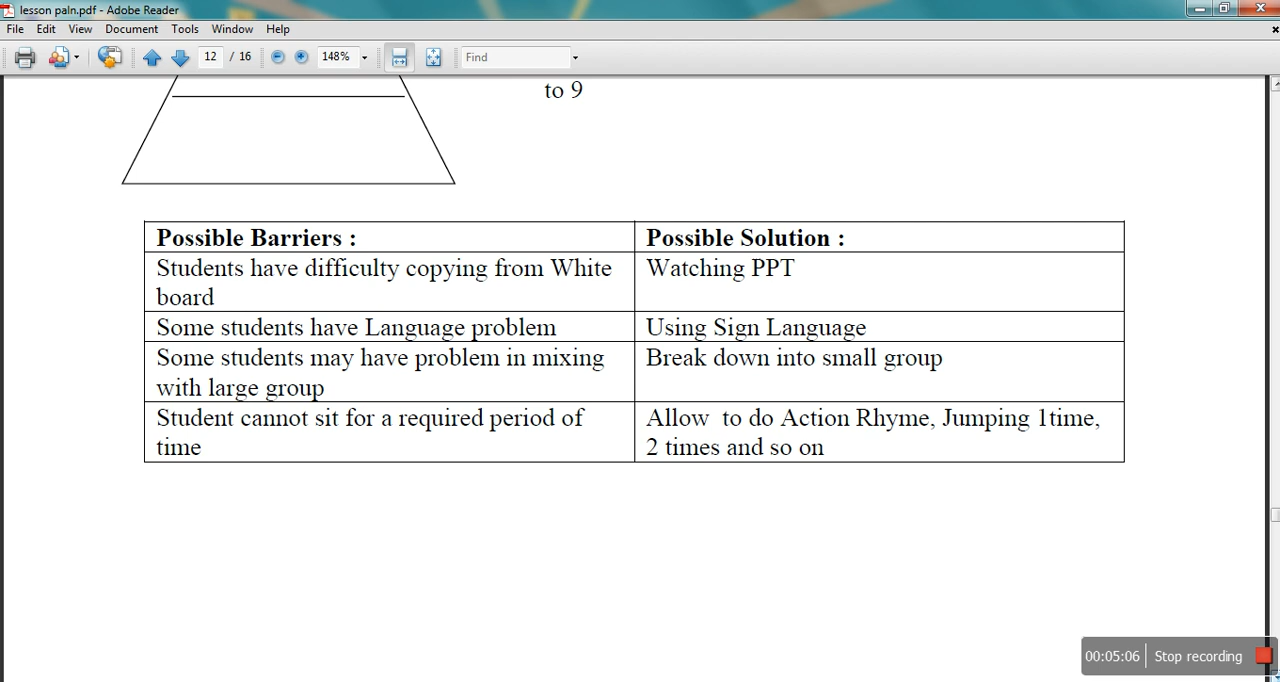 lesson paln.pdf - Adobe Reader
File Edit View Document Tools Window Help
12 / 16 148% Find
to 9
Possible Barriers : Possible Solution :
Students have difficulty copying from White Watching PPT
board
Some students have Language problem Using Sign Language
Some students may have problem in mixing Break down into small group
with large group
Student cannot sit for a required period of Allow to do Action Rhyme, Jumping 1time,
time 2 times and so on
00:05:06 Stop recording